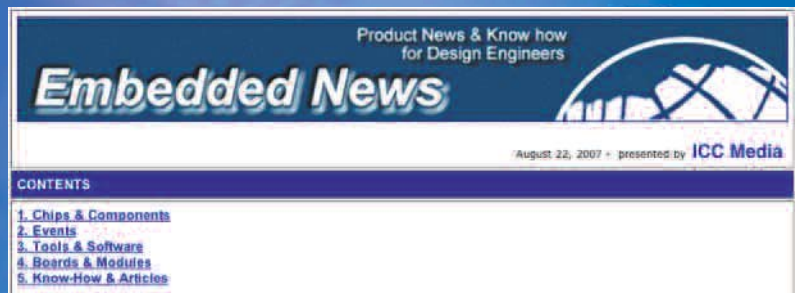 Product News & Know how
for Design Engineers
Embedded News
August 22, 2007 - presented by ICC Media
CONTENTS
1. Chips & Components
2. Events
3. Tools & Software
4. Boards & Modules
5. Know-How & Articles